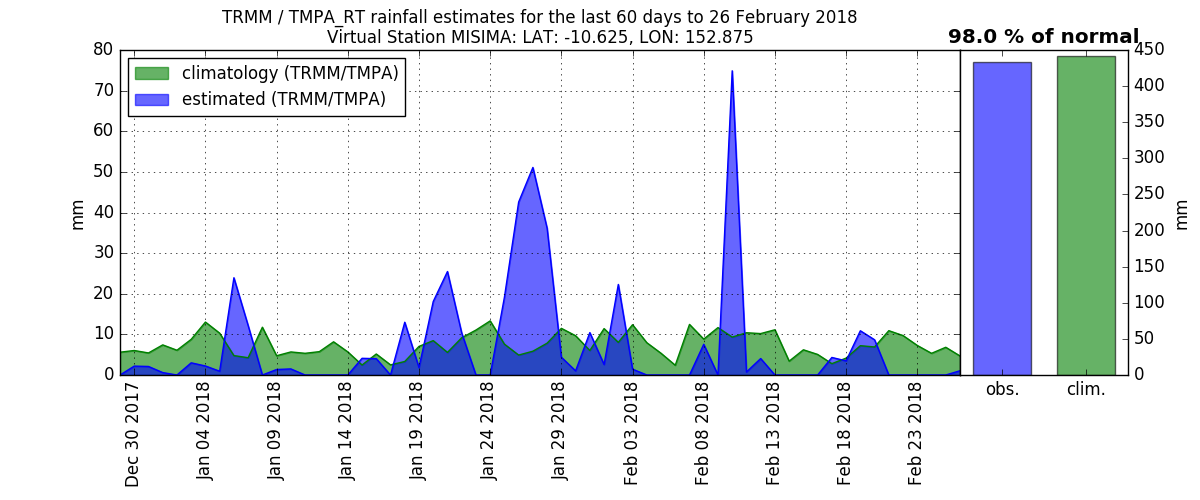 TRMM / TMPA_RT rainfall estimates for the last 60 days to 26 February 2018
Virtual Station MISIMA: LAT: -10.625, LON: 152.875
98.0 % of normal
climatology (TRMM/TMPA)
estimated (TRMM/TMPA)
80
70
60
50
40
30
20
10
0
mm
Dec 30 2017
Jan 04 2018
Jan 09 2018
Jan 14 2018
Jan 19 2018
Jan 24 2018
Jan 29 2018
Feb 03 2018
Feb 08 2018
Feb 13 2018
Feb 18 2018
Feb 23 2018
obs.
clim.
450
400
350
300
250
200
150
100
50
0
mm